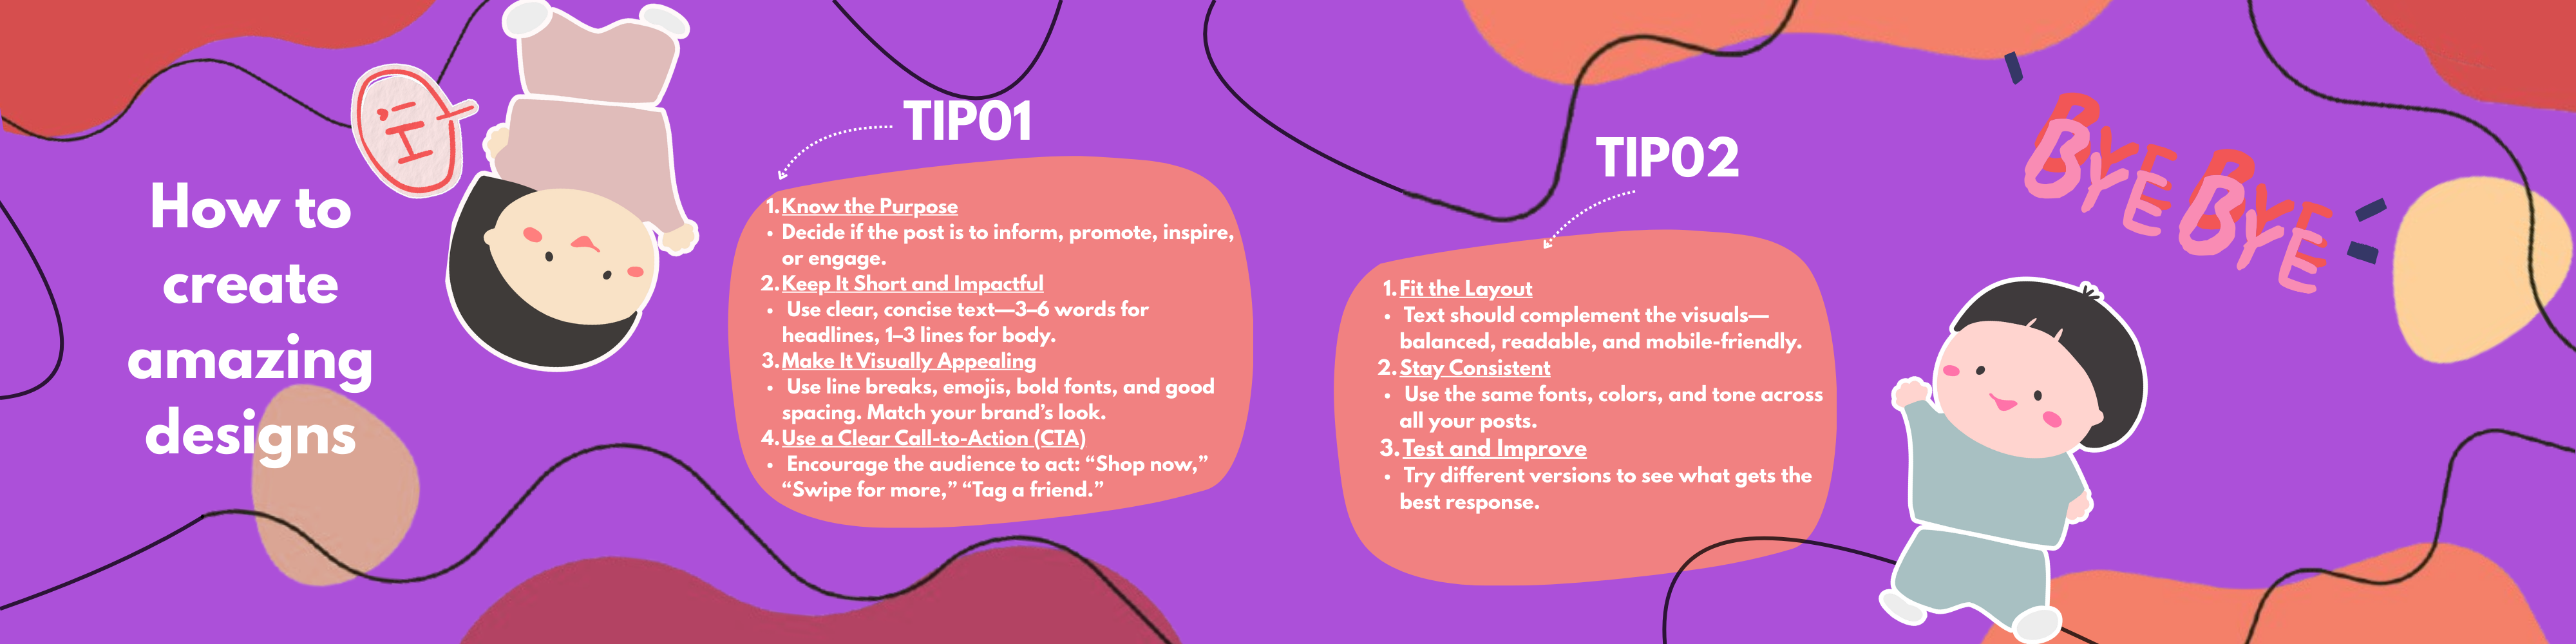 How to
create
amazing
designs
Hi
TIP01
1. Know the Purpose
• Decide if the post is to inform, promote, inspire,
or engage.
2. Keep It Short and Impactful
• Use clear, concise text—3–6 words for
headlines, 1–3 lines for body.
3. Make It Visually Appealing
• Use line breaks, emojis, bold fonts, and good
spacing. Match your brand’s look.
4. Use a Clear Call-to-Action (CTA)
• Encourage the audience to act: “Shop now,”
“Swipe for more,” “Tag a friend.”
TIP02
1. Fit the Layout
• Text should complement the visuals—
balanced, readable, and mobile-friendly.
2. Stay Consistent
• Use the same fonts, colors, and tone across
all your posts.
3. Test and Improve
• Try different versions to see what gets the
best response.
BYE BYE